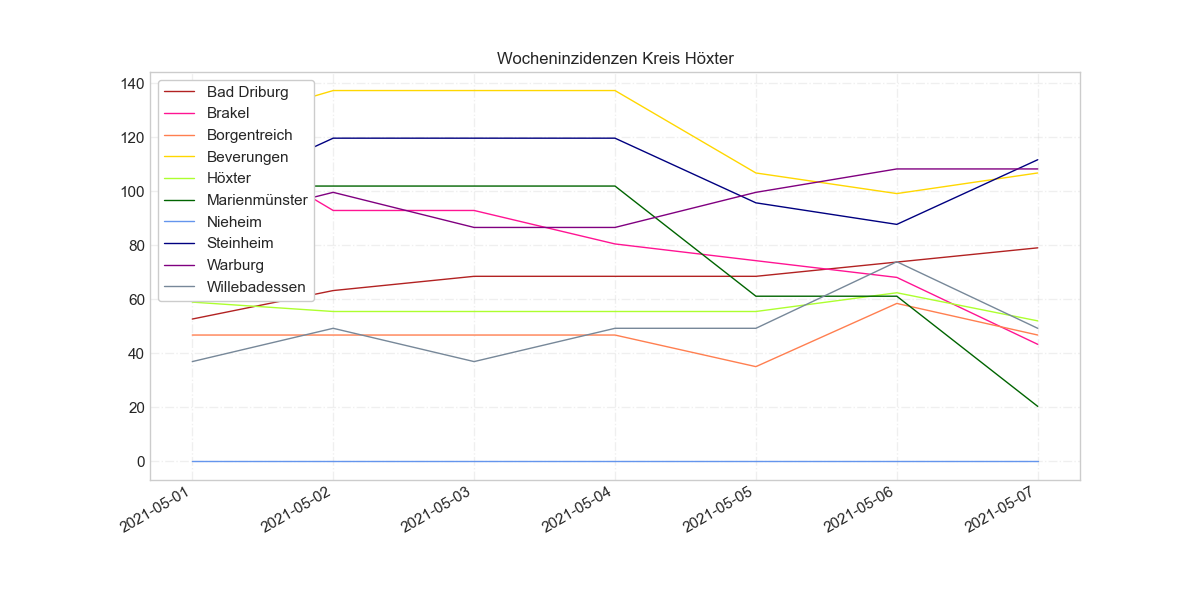 Wocheninzidenzen Kreis Höxter
140
120
100
80
60
40
20
0
Bad Driburg
Brakel
Borgentreich
Beverungen
Höxter
Marienmünster
Nieheim
Steinheim
Warburg
Willebadessen
2021-05-01
2021-05-02
2021-05-03
2021-05-04
2021-05-05
2021-05-06
2021-05-07